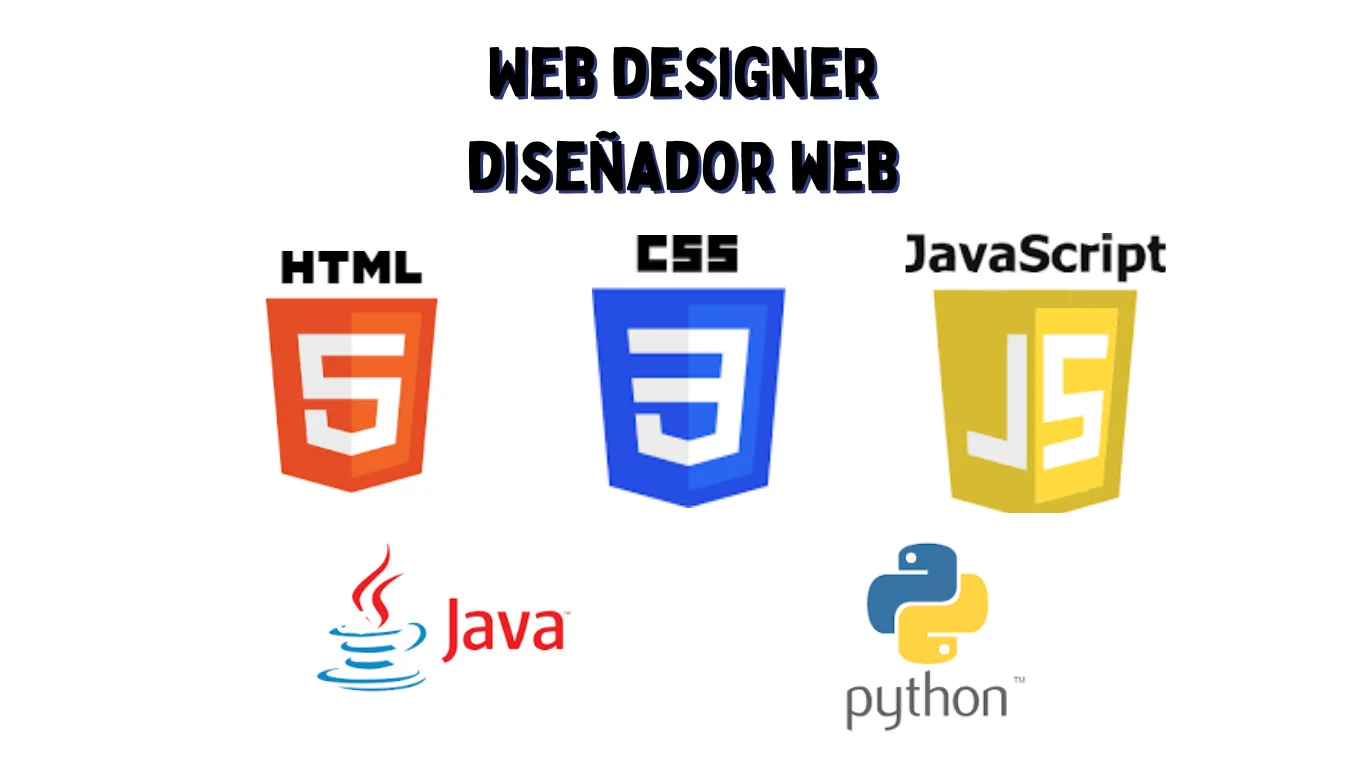 WEB DESIGNER
DISEÑADOR WEB
HTML
CSS
JavaScript
5
3
JS
Java™
python™